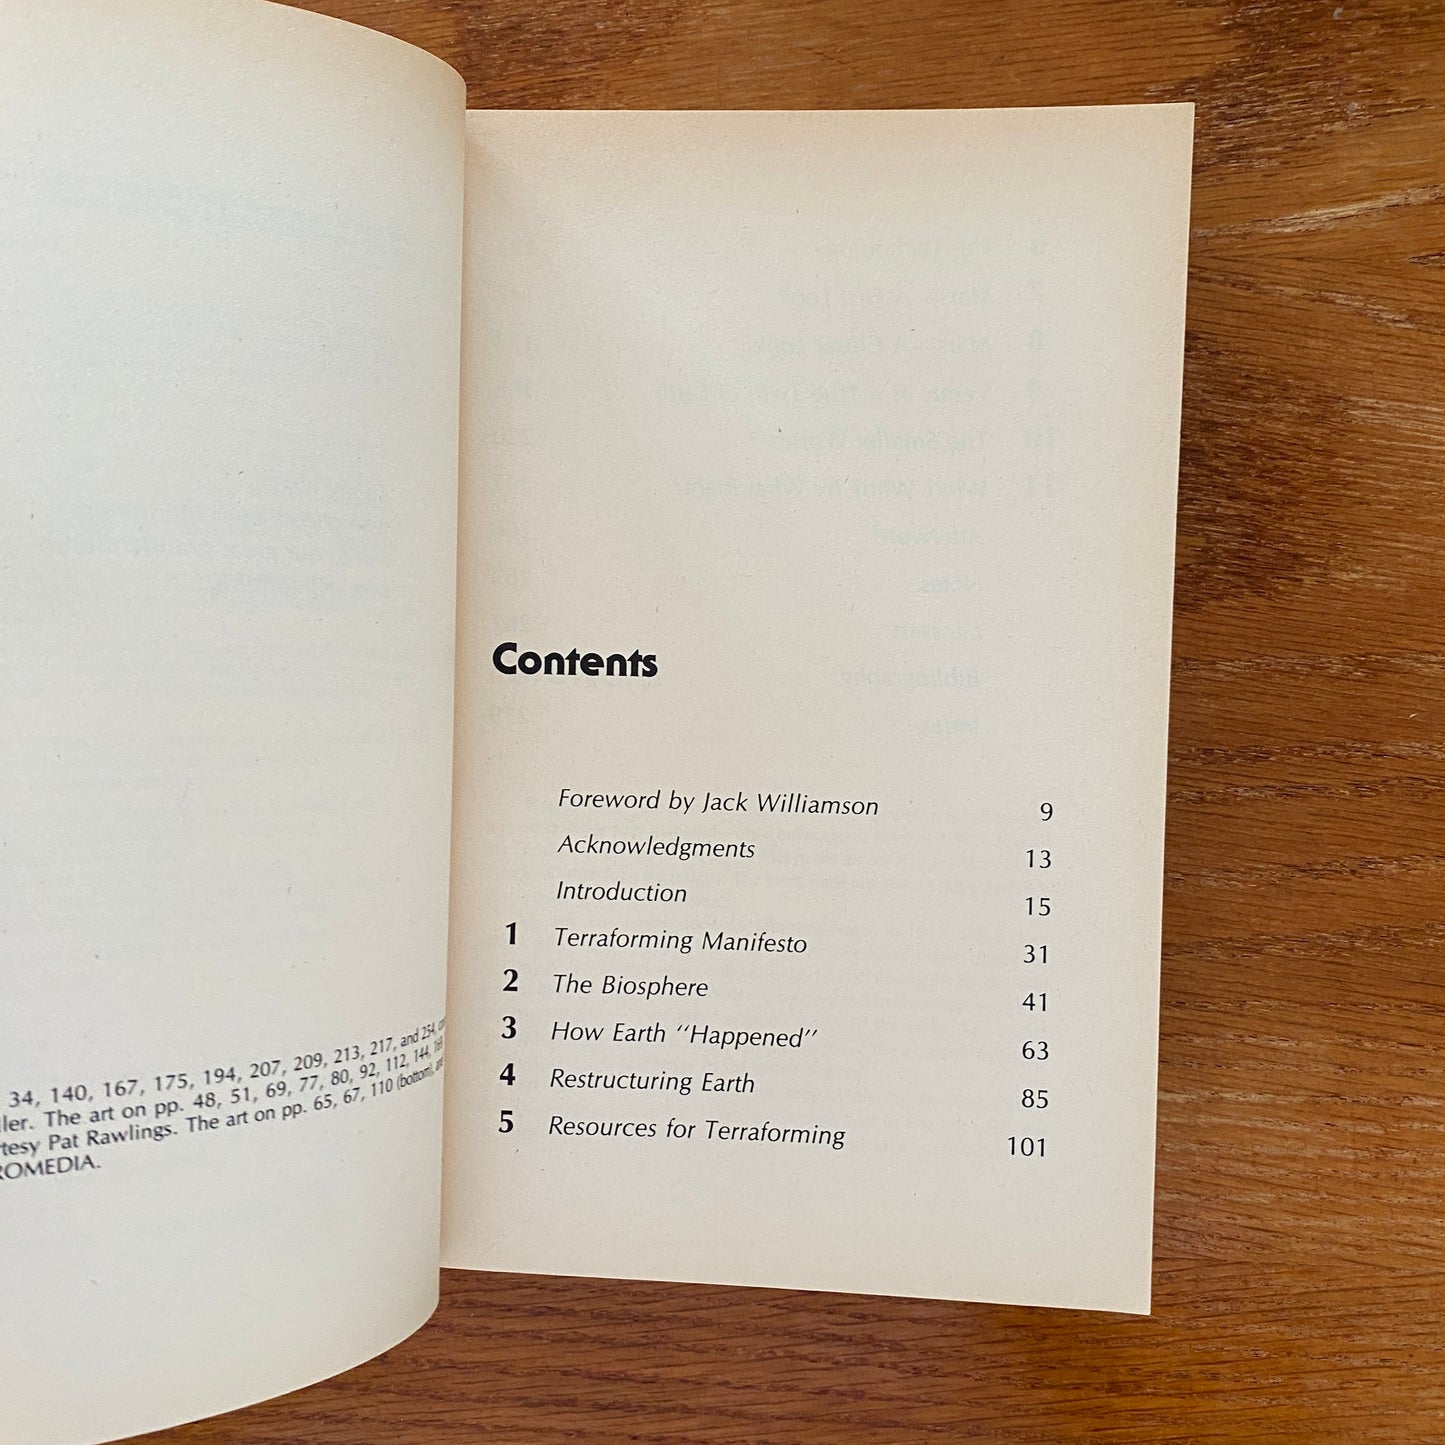 34, 140, 167, 175, 194, 207, 209, 213, 217, and 254,
ller. The art on pp. 48, 51, 69, 77, 80, 92, 112, 144,
rtesy Pat Rawlings. The art on pp. 65, 67, 110 (bottom),
ROMEDIA.
Contents
Foreword by Jack Williamson 9
Acknowledgments 13
Introduction 15
1 Terraforming Manifesto 31
2 The Biosphere 41
3 How Earth "Happened" 63
4 Restructuring Earth 85
5 Resources for Terraforming 101